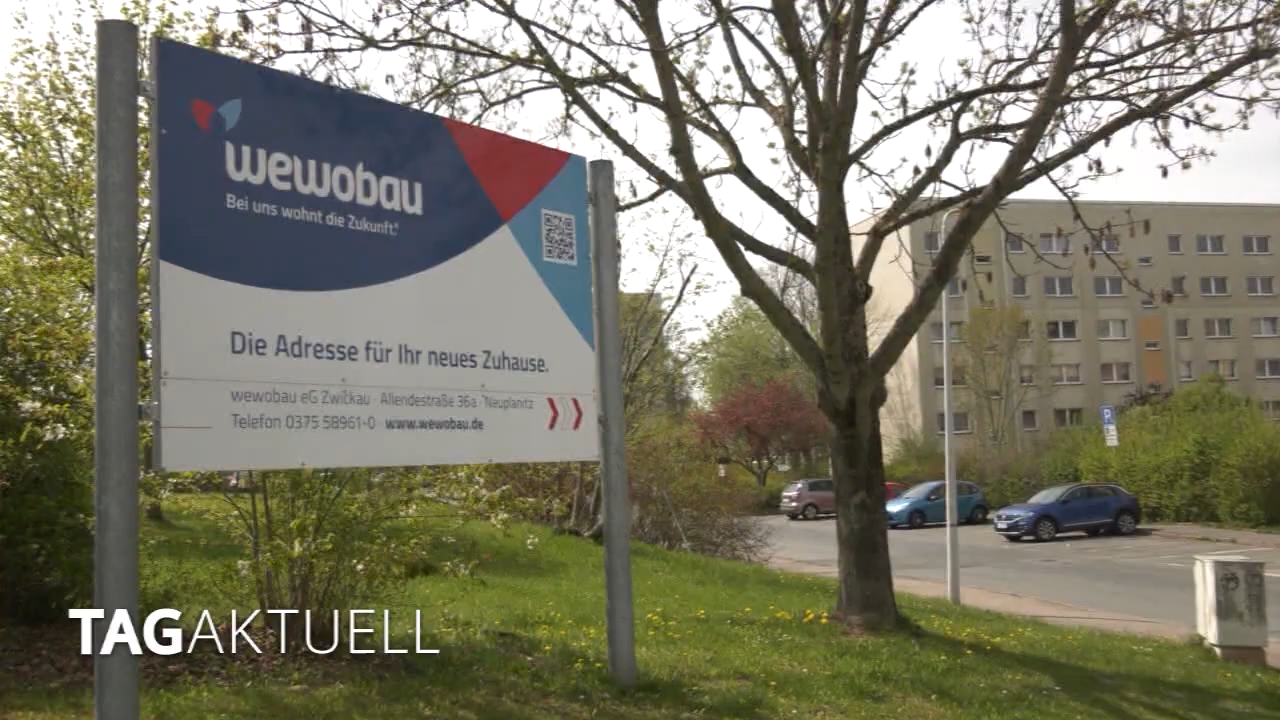 wewobau
Bei uns wohnt die Zukunft.®
Die Adresse für Ihr neues Zuhause.
wewobau eG Zwickau · Allendestraße 36a · Neuplanitz
Telefon 0375 58961-0 · www.wewobau.de
P
TAGAKTUELL